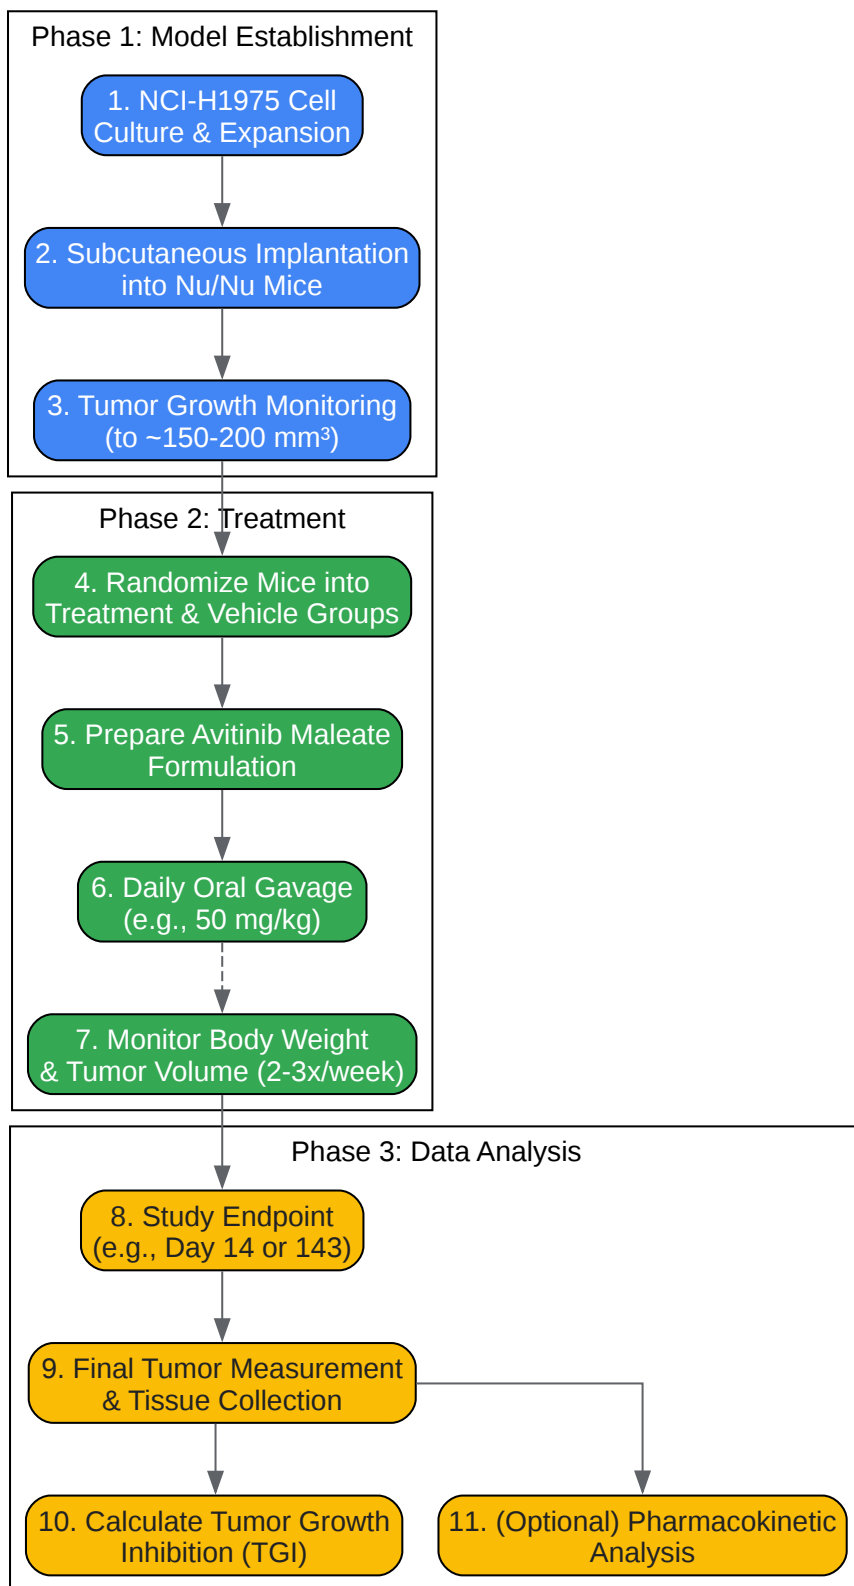 Phase 1: Model Establishment
1. NCI-H1975 Cell
Culture & Expansion
2. Subcutaneous Implantation
into Nu/Nu Mice
3. Tumor Growth Monitoring
(to ~150-200 mm³)
Phase 2: Treatment
4. Randomize Mice into
Treatment & Vehicle Groups
5. Prepare Avitinib Maleate
Formulation
6. Daily Oral Gavage
(e.g., 50 mg/kg)
7. Monitor Body Weight
& Tumor Volume (2-3x/week)
Phase 3: Data Analysis
8. Study Endpoint
(e.g., Day 14 or 143)
9. Final Tumor Measurement
& Tissue Collection
10. Calculate Tumor Growth
Inhibition (TGI)
11. (Optional) Pharmacokinetic
Analysis